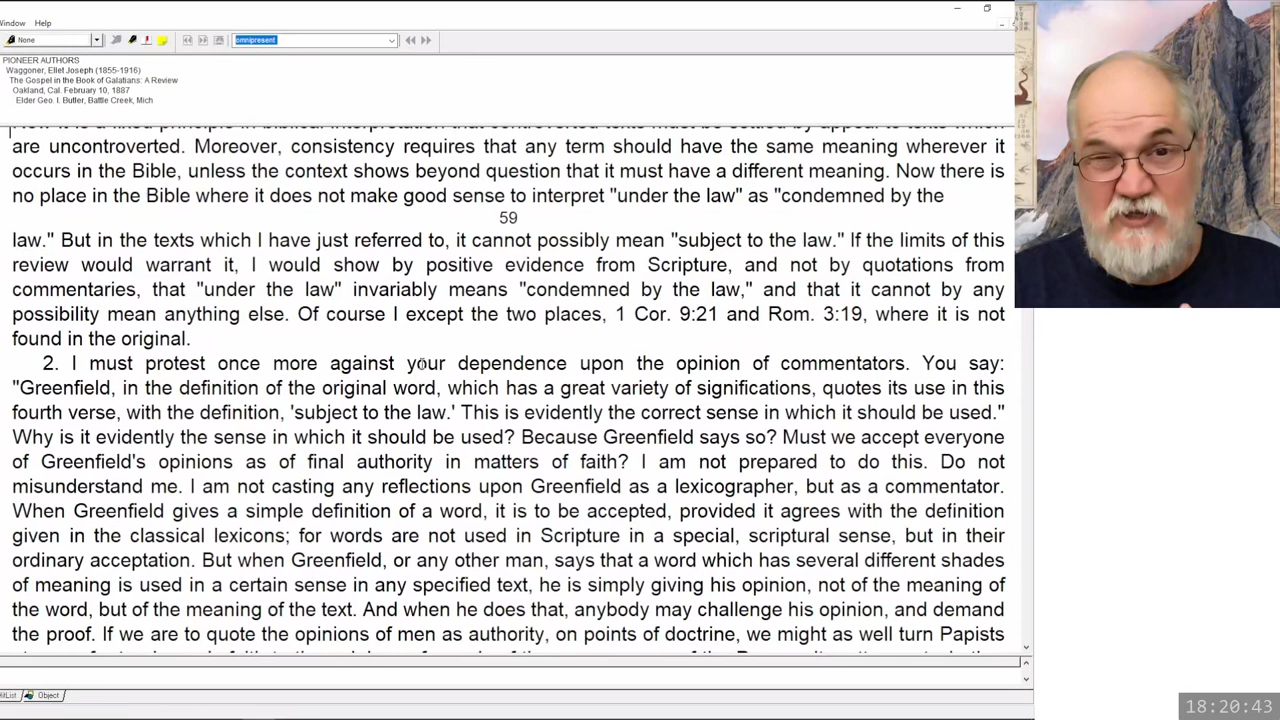 Window Help
None
omnipresent
PIONEER AUTHORS
Waggoner, Ellet Joseph (1855-1916)
The Gospel in the Book of Galatians: A Review
Oakland, Cal. February 10, 1887
Elder Geo. I. Butler, Battle Creek, Mich
are uncontroverted. Moreover, consistency requires that any term should have the same meaning wherever it
occurs in the Bible, unless the context shows beyond question that it must have a different meaning. Now there is
no place in the Bible where it does not make good sense to interpret "under the law" as "condemned by the
59
law." But in the texts which I have just referred to, it cannot possibly mean "subject to the law." If the limits of this
review would warrant it, I would show by positive evidence from Scripture, and not by quotations from
commentaries, that "under the law" invariably means "condemned by the law," and that it cannot by any
possibility mean anything else. Of course I except the two places, 1 Cor. 9:21 and Rom. 3:19, where it is not
found in the original.
2. I must protest once more against your dependence upon the opinion of commentators. You say:
"Greenfield, in the definition of the original word, which has a great variety of significations, quotes its use in this
fourth verse, with the definition, 'subject to the law.' This is evidently the correct sense in which it should be used."
Why is it evidently the sense in which it should be used? Because Greenfield says so? Must we accept everyone
of Greenfield's opinions as of final authority in matters of faith? I am not prepared to do this. Do not
misunderstand me. I am not casting any reflections upon Greenfield as a lexicographer, but as a commentator.
When Greenfield gives a simple definition of a word, it is to be accepted, provided it agrees with the definition
given in the classical lexicons; for words are not used in Scripture in a special, scriptural sense, but in their
ordinary acceptation. But when Greenfield, or any other man, says that a word which has several different shades
of meaning is used in a certain sense in any specified text, he is simply giving his opinion, not of the meaning of
the word, but of the meaning of the text. And when he does that, anybody may challenge his opinion, and demand
the proof. If we are to quote the opinions of men as authority, on points of doctrine, we might as well turn Papists
HitList Object
18:20:43